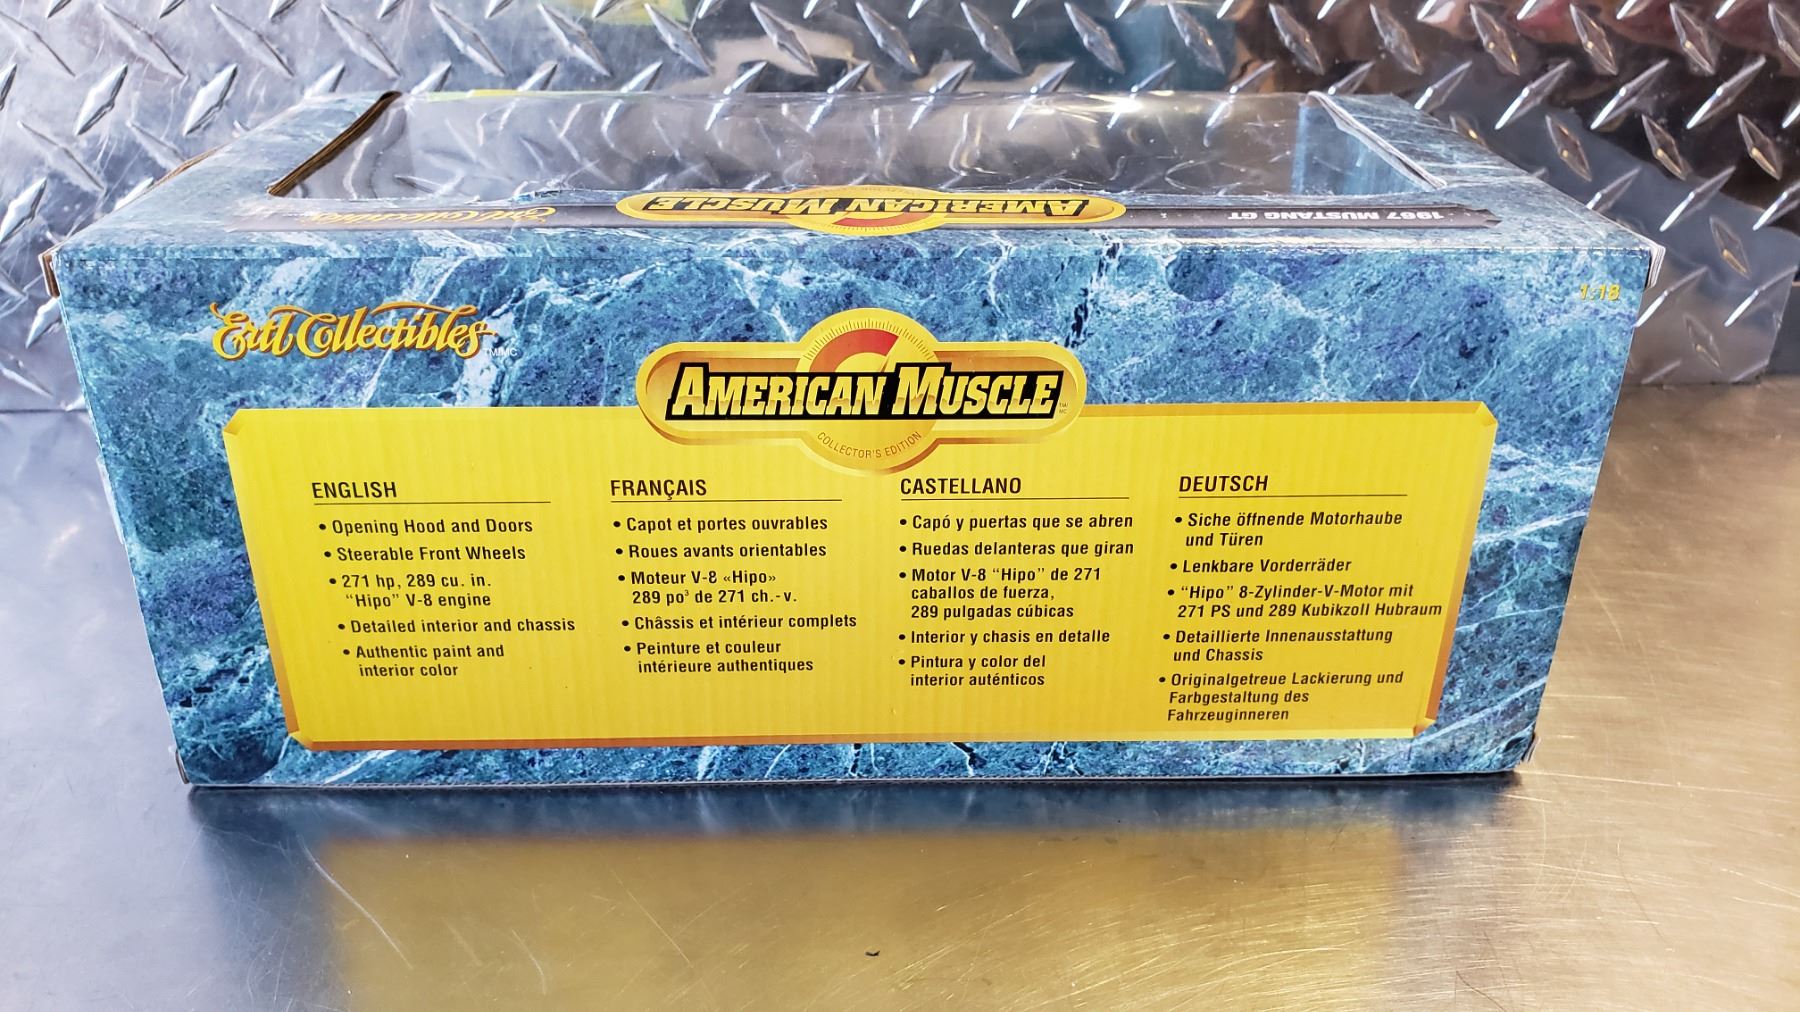 Ertl Collectibles
AMERICAN MUSCLE
1967 MUSTANG GT
1:18
Ertl Collectibles TM/MC
AMERICAN MUSCLE TM/MC
COLLECTOR'S EDITION
ENGLISH
• Opening Hood and Doors
• Steerable Front Wheels
• 271 hp, 289 cu. in.
"Hipo" V-8 engine
• Detailed interior and chassis
• Authentic paint and
interior color
FRANÇAIS
• Capot et portes ouvrables
• Roues avants orientables
• Moteur V-8 «Hipo»
289 po³ de 271 ch.-v.
• Châssis et intérieur complets
• Peinture et couleur
intérieure authentiques
CASTELLANO
• Capó y puertas que se abren
• Ruedas delanteras que giran
• Motor V-8 "Hipo" de 271
caballos de fuerza,
289 pulgadas cúbicas
• Interior y chasis en detalle
• Pintura y color del
interior auténticos
DEUTSCH
• Siche öffnende Motorhaube
und Türen
• Lenkbare Vorderräder
• "Hipo" 8-Zylinder-V-Motor mit
271 PS und 289 Kubikzoll Hubraum
• Detaillierte Innenausstattung
und Chassis
• Originalgetreue Lackierung und
Farbgestaltung des
Fahrzeuginneren